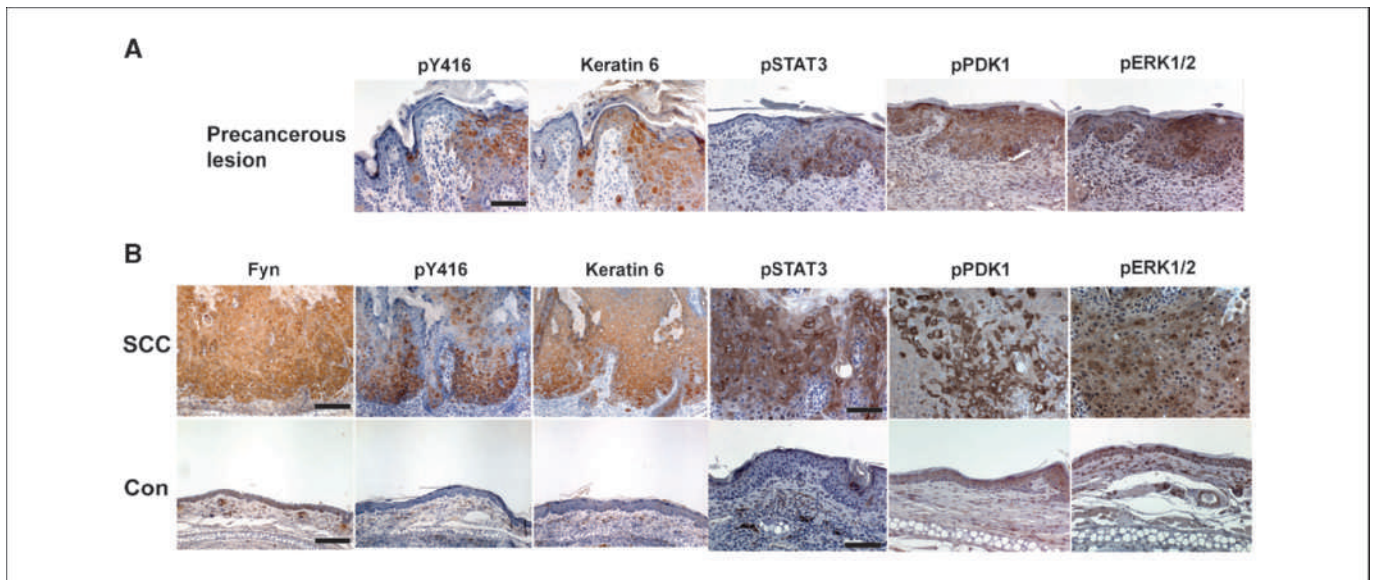 A
pY416 Keratin 6 pSTAT3 pPDK1 pERK1/2
Precancerous
lesion
B
Fyn pY416 Keratin 6 pSTAT3 pPDK1 pERK1/2
SCC
Con